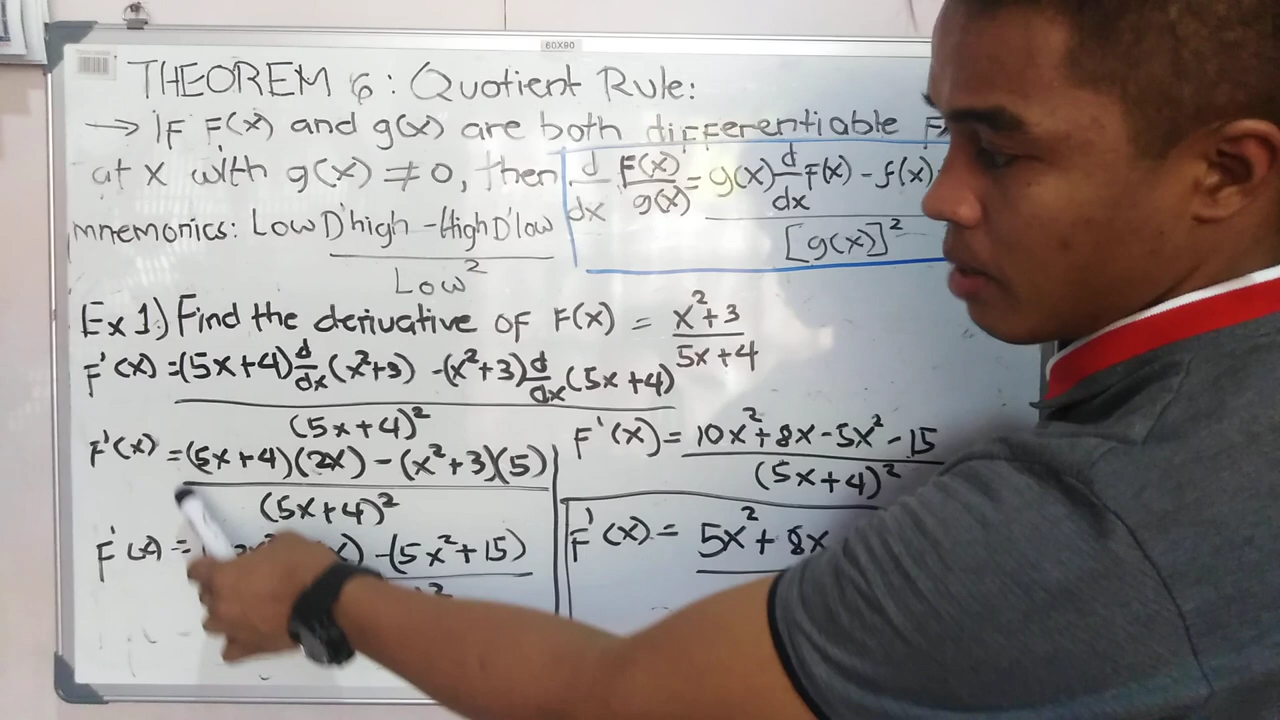 60X90
THEOREM 6: Quotient Rule:
→ IF F(x) and g(x) are both differentiable
at x with g(x) ≠ 0, then d/dx F(x)/g(x) = g(x) d/dx f(x) - f(x)
[g(x)]²
mnemonics: Low D'high - High D'low
Low²
Ex 1.) Find the derivative of F(x) = x²+3 / 5x+4
F'(x) = (5x+4) d/dx (x²+3) - (x²+3) d/dx (5x+4)
(5x+4)²
F'(x) = (5x+4)(2x) - (x²+3)(5)
(5x+4)²
F'(x) = - (5x²+15)
F'(x) = 10x²+8x-5x²-15
(5x+4)²
F'(x) = 5x²+8x